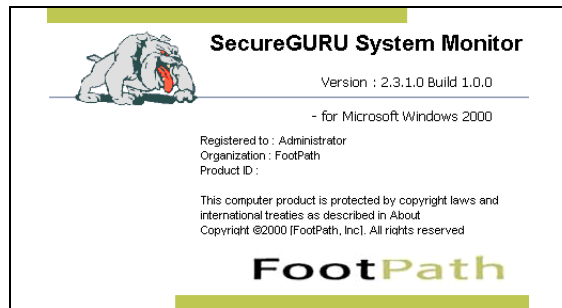 SecureGURU System Monitor
Version : 2.3.1.0 Build 1.0.0
- for Microsoft Windows 2000
Registered to : Administrator
Organization : FootPath
Product ID :
This computer product is protected by copyright laws and
international treaties as described in About
Copyright ©2000 [FootPath, Inc]. All rights reserved
FootPath